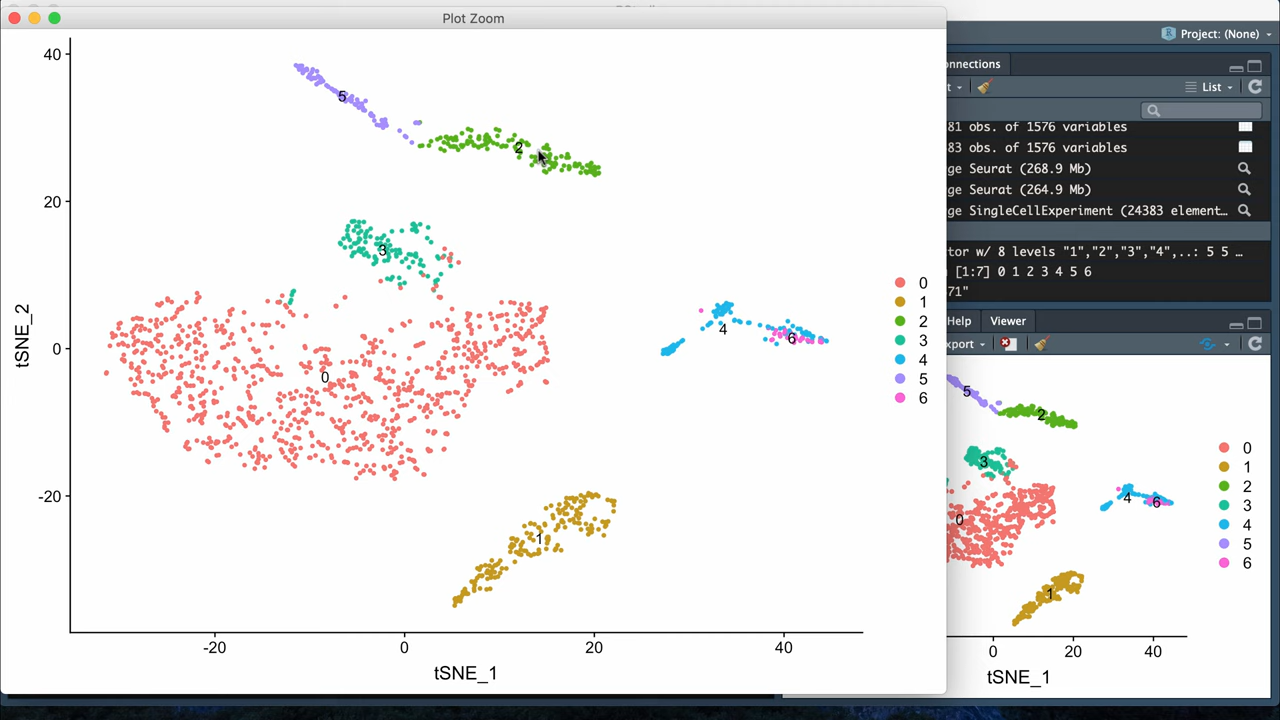 Plot Zoom
Project: (None)
onnections
List
81 obs. of 1576 variables
83 obs. of 1576 variables
ge Seurat (268.9 Mb)
ge Seurat (264.9 Mb)
ge SingleCellExperiment (24383 element...
tor w/ 8 levels "1","2","3","4",..: 5 5 ...
[1:7] 0 1 2 3 4 5 6
71"
Help Viewer
xport
40
20
0
-20
tSNE_2
-20 0 20 40
tSNE_1
5
2
3
0
4
6
1
0
1
2
3
4
5
6
5
2
3
0
4
6
1
0
1
2
3
4
5
6
0 20 40
tSNE_1